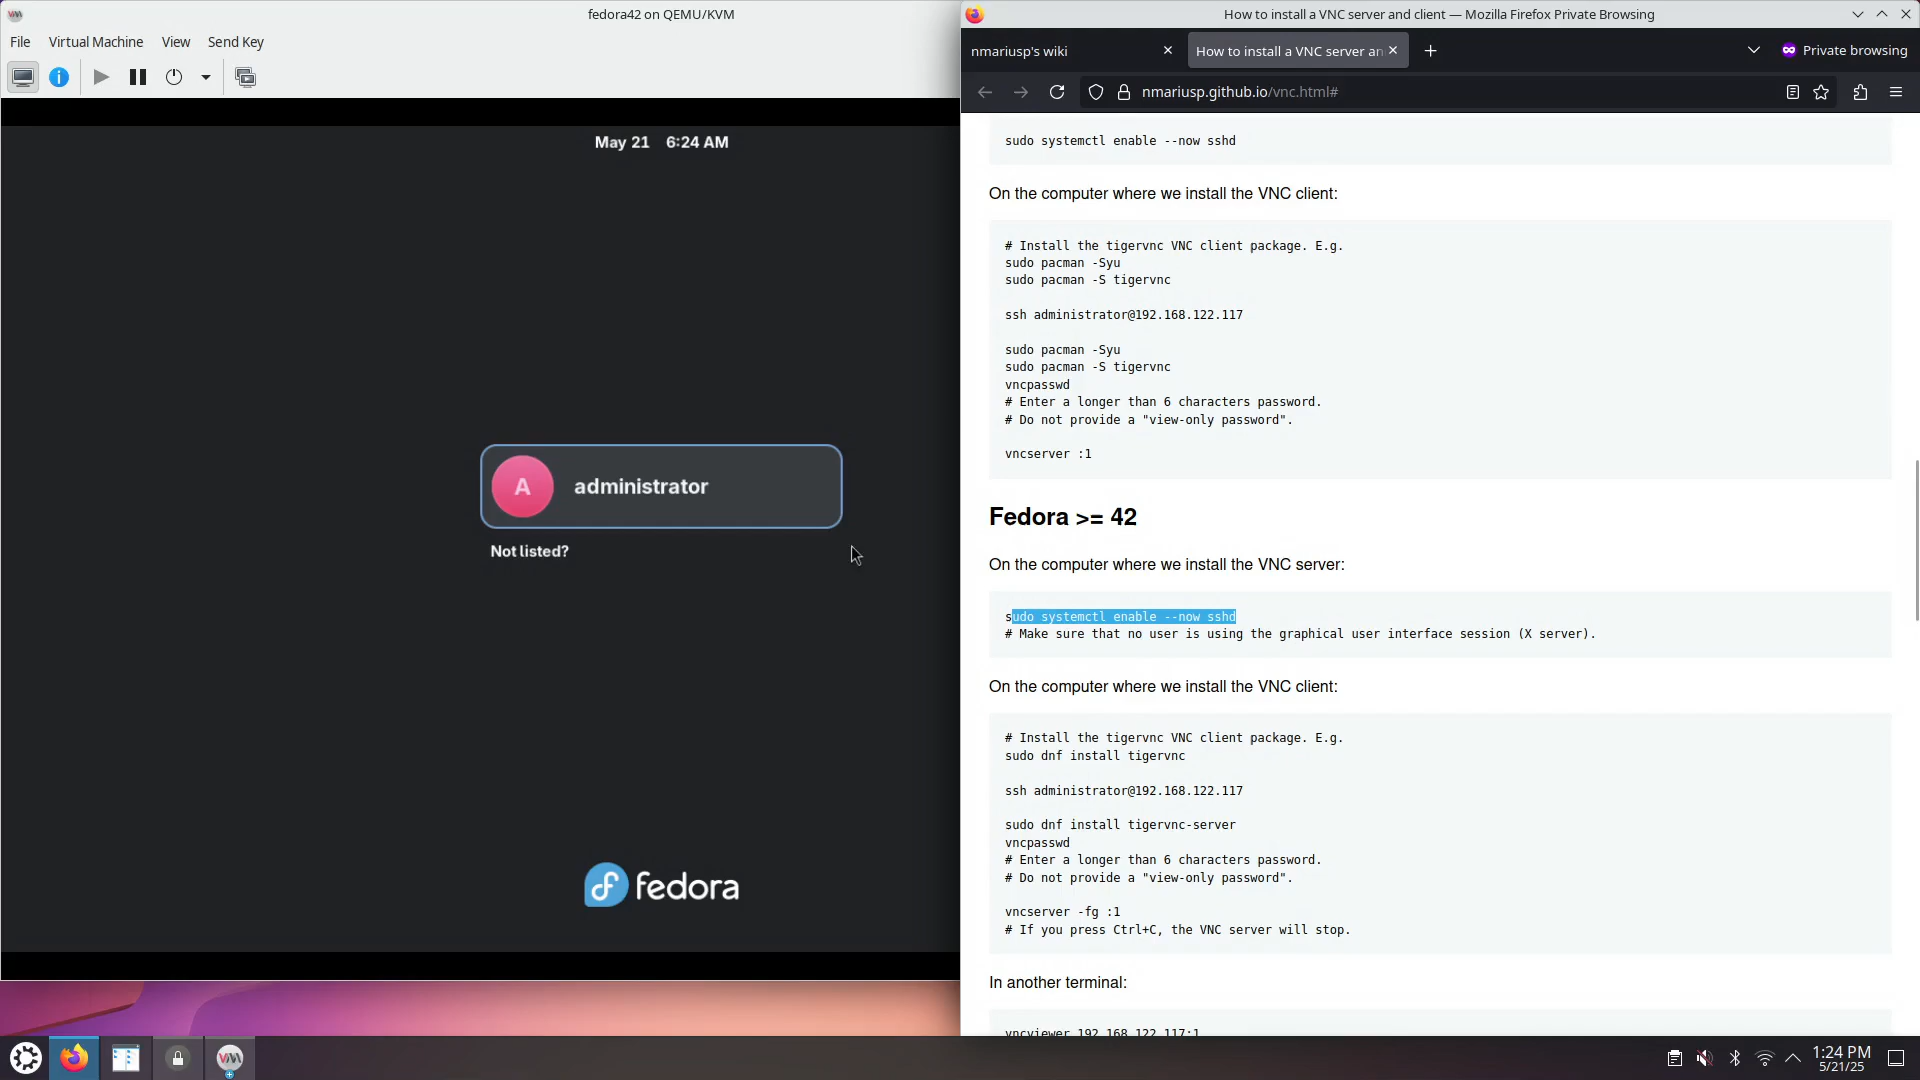 fedora42 on QEMU/KVM
File Virtual Machine View Send Key
May 21 6:24 AM
A administrator
Not listed?
fedora
How to install a VNC server and client — Mozilla Firefox Private Browsing
nmariusp's wiki
How to install a VNC server an
Private browsing
nmariusp.github.io/vnc.html#
sudo systemctl enable --now sshd
On the computer where we install the VNC client:
# Install the tigervnc VNC client package. E.g.
sudo pacman -Syu
sudo pacman -S tigervnc
ssh administrator@192.168.122.117
sudo pacman -Syu
sudo pacman -S tigervnc
vncpasswd
# Enter a longer than 6 characters password.
# Do not provide a "view-only password".
vncserver :1
Fedora >= 42
On the computer where we install the VNC server:
sudo systemctl enable --now sshd
# Make sure that no user is using the graphical user interface session (X server).
On the computer where we install the VNC client:
# Install the tigervnc VNC client package. E.g.
sudo dnf install tigervnc
ssh administrator@192.168.122.117
sudo dnf install tigervnc-server
vncpasswd
# Enter a longer than 6 characters password.
# Do not provide a "view-only password".
vncserver -fg :1
# If you press Ctrl+C, the VNC server will stop.
In another terminal:
vncviewer 192.168.122.117:1
1:24 PM
5/21/25